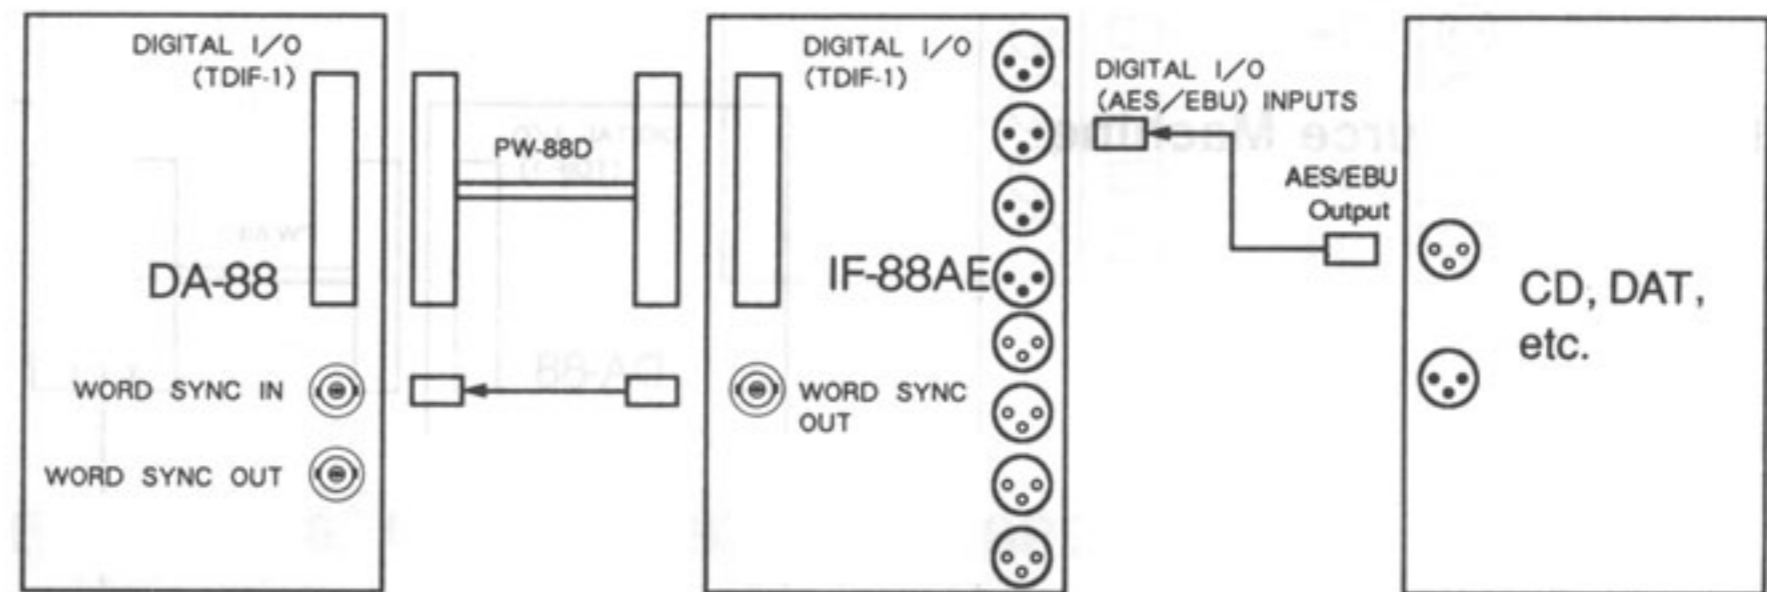 DIGITAL I/O
(TDIF-1)
DA-88
WORD SYNC IN
WORD SYNC OUT
PW-88D
DIGITAL I/O
(TDIF-1)
IF-88AE
WORD SYNC
OUT
DIGITAL I/O
(AES/EBU) INPUTS
AES/EBU
Output
CD, DAT,
etc.